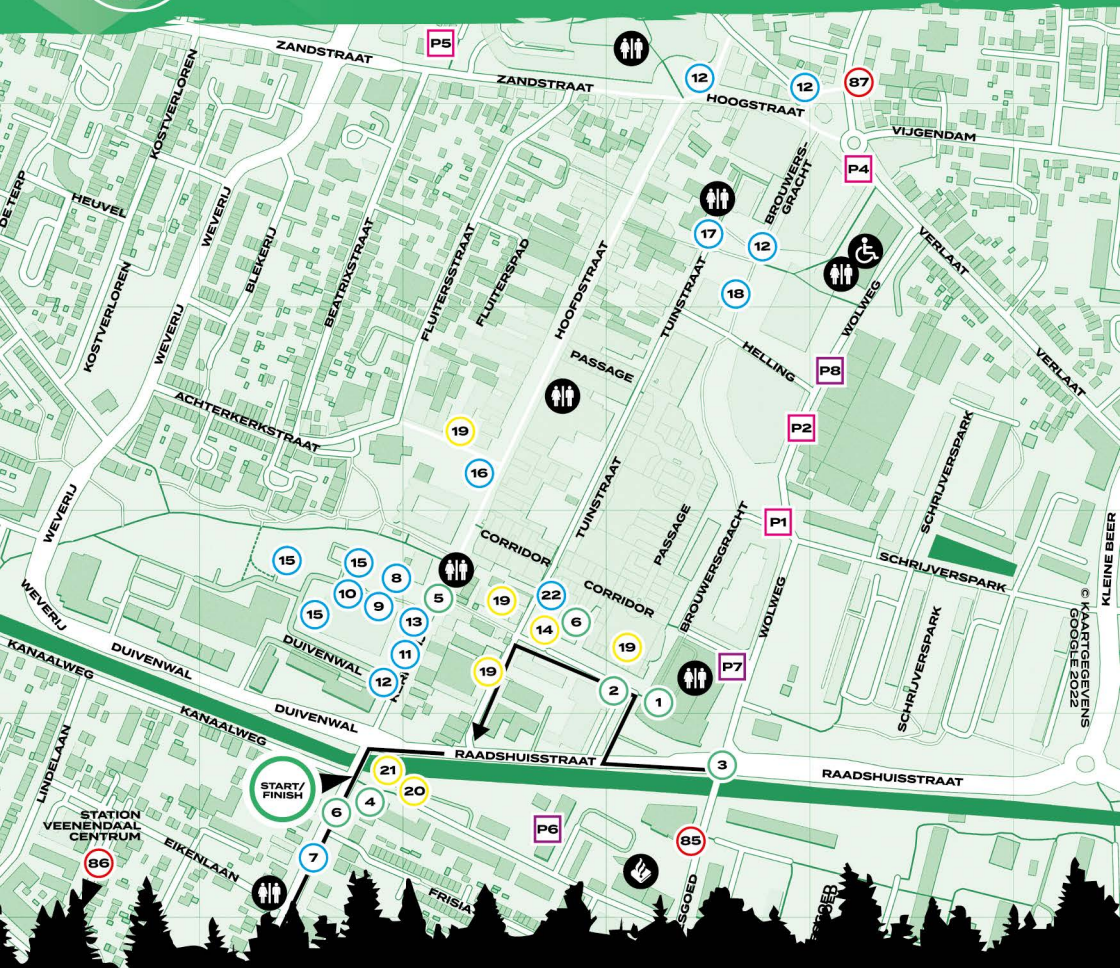 ZANDSTRAAT
P5
ZANDSTRAAT
12
HOOGSTRAAT
12
87
VIJGENDAM
KOSTVERLOREN
P4
DE TERP
HEUVEL
WEVERIJ
BLEKERIJ
BEATRIXSTRAAT
FLUITERSSTRAAT
FLUITERSPAD
HOOFDSTRAAT
BROUWERS-
GRACHT
17
12
VERLAAT
18
TUINSTRAAT
WOLWEG
KOSTVERLOREN
WEVERIJ
PASSAGE
HELLING
P8
VERLAAT
ACHTERKERKSTRAAT
19
16
P2
SCHRIJVERSPARK
WEVERIJ
TUINSTRAAT
PASSAGE
P1
KLEINE BEER
CORRIDOR
BROUWERSGRACHT
SCHRIJVERSPARK
15
15
8
10
9
5
15
13
19
22
CORRIDOR
14
6
19
WOLWEG
WEVERIJ
DUIVENWAL
11
12
19
P7
2
1
SCHRIJVERSPARK
© KAARTGEGEVENS
GOOGLE 2022
KANAALWEG
DUIVENWAL
DUIVENWAL
KANAALWEG
RAADSHUISSTRAAT
3
RAADSHUISSTRAAT
LINDELAAN
START/
FINISH
21
20
6
4
STATION
VEENENDAAL
CENTRUM
86
EIKENLAAN
7
P6
85
FRISIA
SGOED